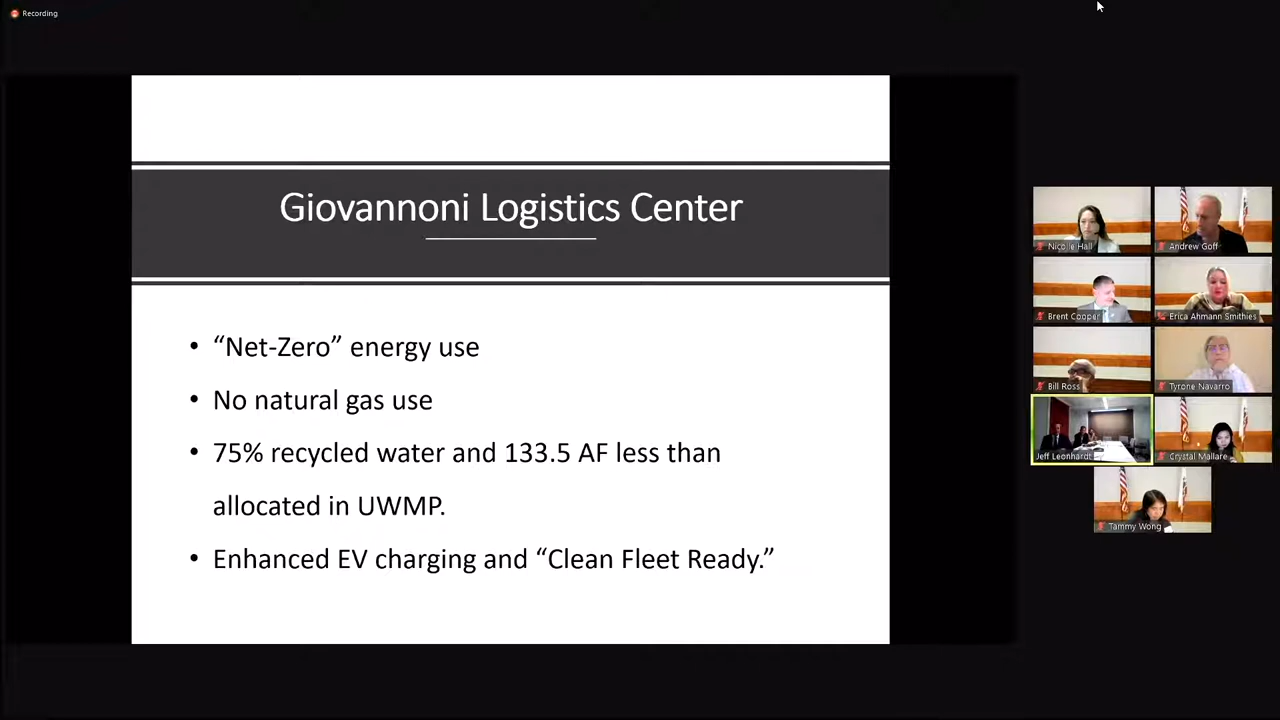 Recording
Giovannoni Logistics Center
• “Net-Zero” energy use
• No natural gas use
• 75% recycled water and 133.5 AF less than
allocated in UWMP.
• Enhanced EV charging and “Clean Fleet Ready.”
Nicolle Hall
Andrew Goff
Brent Cooper
Erica Ahmann Smithies
Bill Ross
Tyrone Navarro
Jeff Leonhardt
Crystal Mallare
Tammy Wong